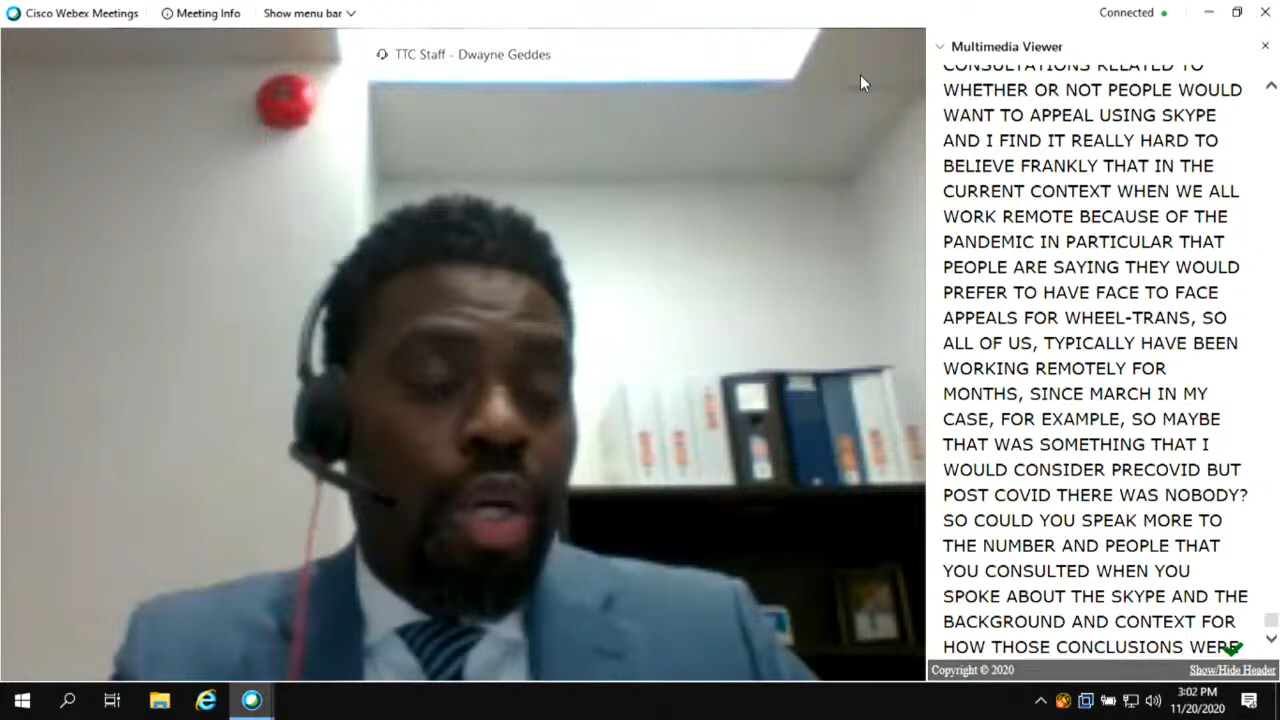 Cisco Webex Meetings
Meeting Info
Show menu bar
Connected
TTC Staff - Dwayne Geddes
Multimedia Viewer
CONSULTATIONS RELATED TO
WHETHER OR NOT PEOPLE WOULD
WANT TO APPEAL USING SKYPE
AND I FIND IT REALLY HARD TO
BELIEVE FRANKLY THAT IN THE
CURRENT CONTEXT WHEN WE ALL
WORK REMOTE BECAUSE OF THE
PANDEMIC IN PARTICULAR THAT
PEOPLE ARE SAYING THEY WOULD
PREFER TO HAVE FACE TO FACE
APPEALS FOR WHEEL-TRANS, SO
ALL OF US, TYPICALLY HAVE BEEN
WORKING REMOTELY FOR
MONTHS, SINCE MARCH IN MY
CASE, FOR EXAMPLE, SO MAYBE
THAT WAS SOMETHING THAT I
WOULD CONSIDER PRECOVID BUT
POST COVID THERE WAS NOBODY?
SO COULD YOU SPEAK MORE TO
THE NUMBER AND PEOPLE THAT
YOU CONSULTED WHEN YOU
SPOKE ABOUT THE SKYPE AND THE
BACKGROUND AND CONTEXT FOR
HOW THOSE CONCLUSIONS WERE
Copyright © 2020
Show/Hide Header
3:02 PM
11/20/2020